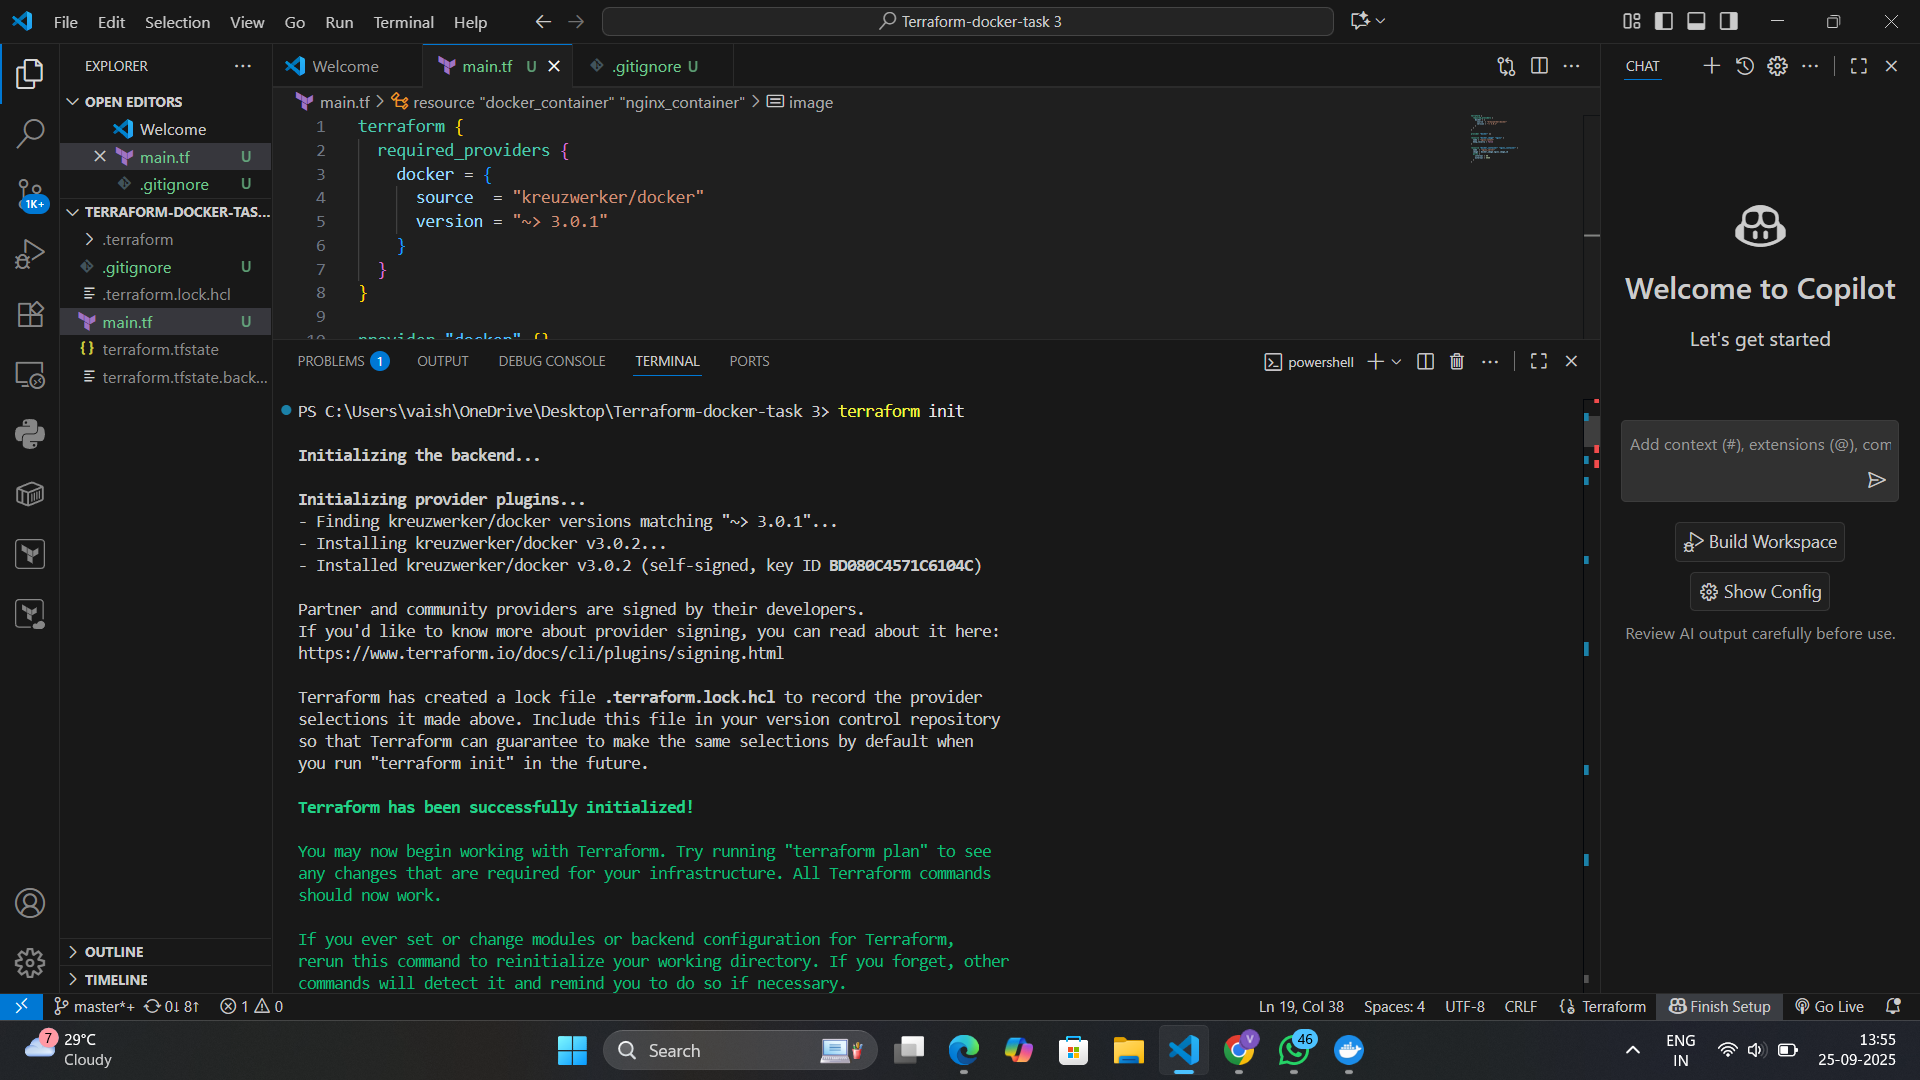 File Edit Selection View Go Run Terminal Help
Terraform-docker-task 3
EXPLORER
OPEN EDITORS
Welcome
main.tf U
.gitignore U
TERRAFORM-DOCKER-TAS...
.terraform
.gitignore U
.terraform.lock.hcl
main.tf U
terraform.tfstate
terraform.tfstate.back...
OUTLINE
TIMELINE
1K+
Welcome main.tf U .gitignore U
main.tf > resource "docker_container" "nginx_container" > image
1 terraform {
2 required_providers {
3 docker = {
4 source = "kreuzwerker/docker"
5 version = "~> 3.0.1"
6 }
7 }
8 }
9
10 provider "docker" {}
PROBLEMS 1 OUTPUT DEBUG CONSOLE TERMINAL PORTS
powershell
PS C:\Users\vaish\OneDrive\Desktop\Terraform-docker-task 3> terraform init
Initializing the backend...
Initializing provider plugins...
- Finding kreuzwerker/docker versions matching "~> 3.0.1"...
- Installing kreuzwerker/docker v3.0.2...
- Installed kreuzwerker/docker v3.0.2 (self-signed, key ID BD080C4571C6104C)
Partner and community providers are signed by their developers.
If you'd like to know more about provider signing, you can read about it here:
https://www.terraform.io/docs/cli/plugins/signing.html
Terraform has created a lock file .terraform.lock.hcl to record the provider
selections it made above. Include this file in your version control repository
so that Terraform can guarantee to make the same selections by default when
you run "terraform init" in the future.
Terraform has been successfully initialized!
You may now begin working with Terraform. Try running "terraform plan" to see
any changes that are required for your infrastructure. All Terraform commands
should now work.
If you ever set or change modules or backend configuration for Terraform,
rerun this command to reinitialize your working directory. If you forget, other
commands will detect it and remind you to do so if necessary.
CHAT
Welcome to Copilot
Let's get started
Add context (#), extensions (@), com
Build Workspace
Show Config
Review AI output carefully before use.
master*+ 0↓ 8↑ 1 0
Ln 19, Col 38 Spaces: 4 UTF-8 CRLF Terraform Finish Setup Go Live
7
29°C
Cloudy
Search
V
46
ENG
IN
13:55
25-09-2025